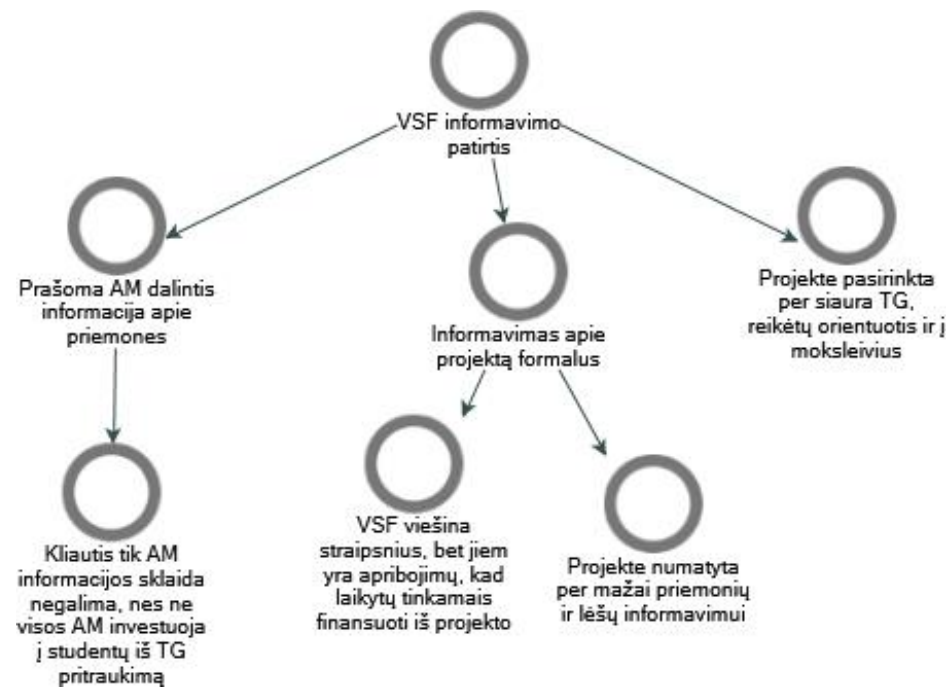 VSF informavimo
patirtis
Prašoma AM dalintis
informacija apie
priemones
Informavimas apie
projektą formalus
Projekte pasirinkta
per siaura TG,
reikėtų orientuotis ir į
moksleivius
Kliautis tik AM
informacijos sklaida
negalima, nes ne
visos AM investuoja
į studentų iš TG
pritraukimą
VSF viešina
straipsnius, bet jiem
yra apribojimų, kad
laikytų tinkamais
finansuoti iš projekto
Projekte numatyta
per mažai priemonių
ir lėšų informavimui